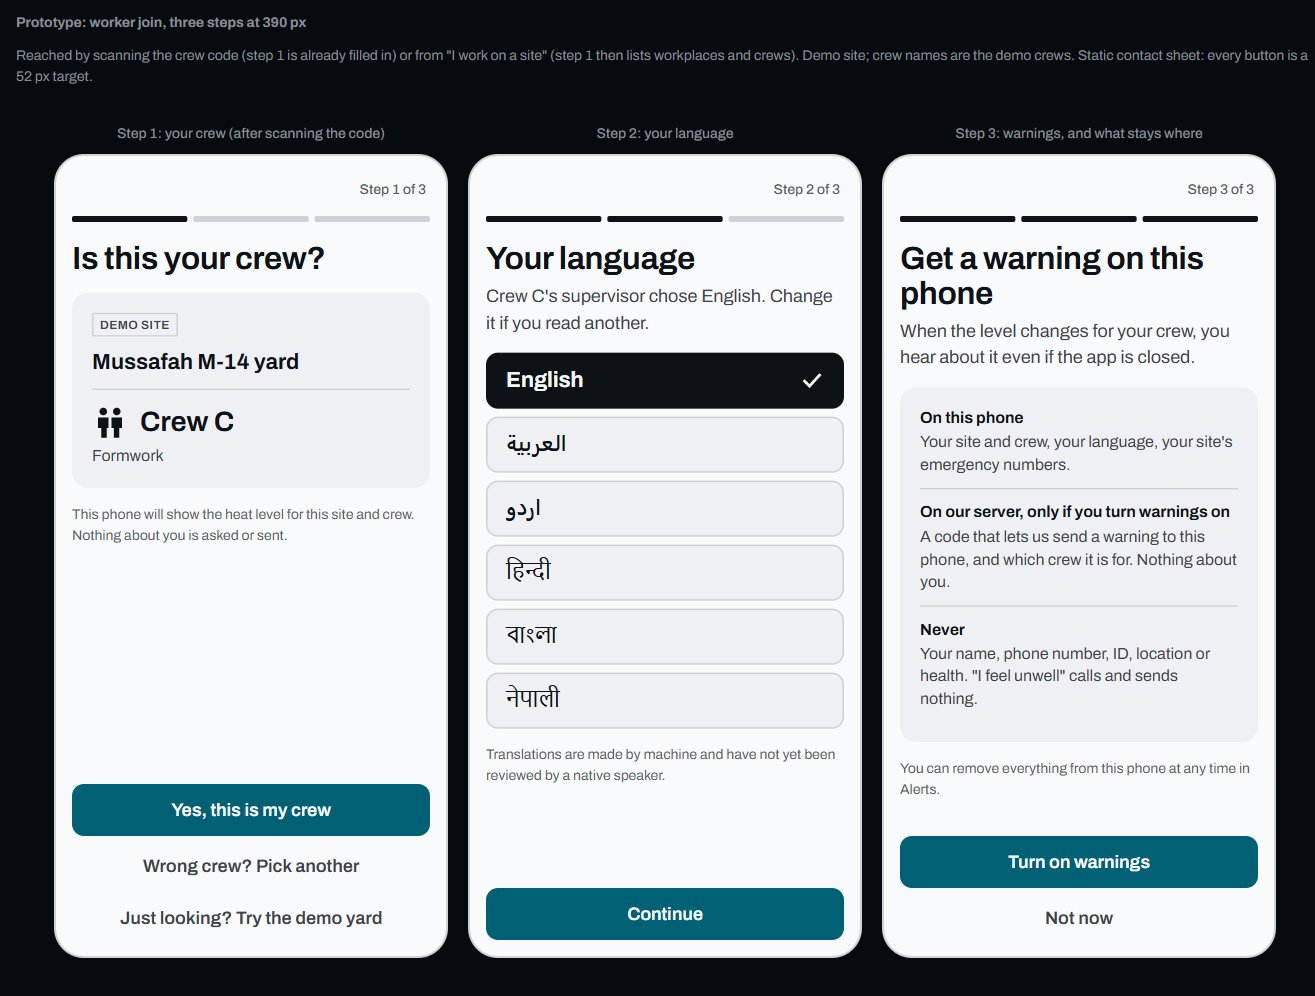 Prototype: worker join, three steps at 390 px
Reached by scanning the crew code (step 1 is already filled in) or from "I work on a site" (step 1 then lists workplaces and crews). Demo site; crew names are the demo crews. Static contact sheet: every button is a
52 px target.
Step 1: your crew (after scanning the code)
Step 1 of 3
Is this your crew?
DEMO SITE
Mussafah M-14 yard
Crew C
Formwork
This phone will show the heat level for this site and crew.
Nothing about you is asked or sent.
Yes, this is my crew
Wrong crew? Pick another
Just looking? Try the demo yard
Step 2: your language
Step 2 of 3
Your language
Crew C's supervisor chose English. Change
it if you read another.
English
العربية
اردو
हिन्दी
বাংলা
नेपाली
Translations are made by machine and have not yet been
reviewed by a native speaker.
Continue
Step 3: warnings, and what stays where
Step 3 of 3
Get a warning on this
phone
When the level changes for your crew, you
hear about it even if the app is closed.
On this phone
Your site and crew, your language, your site's
emergency numbers.
On our server, only if you turn warnings on
A code that lets us send a warning to this
phone, and which crew it is for. Nothing about
you.
Never
Your name, phone number, ID, location or
health. "I feel unwell" calls and sends
nothing.
You can remove everything from this phone at any time in
Alerts.
Turn on warnings
Not now